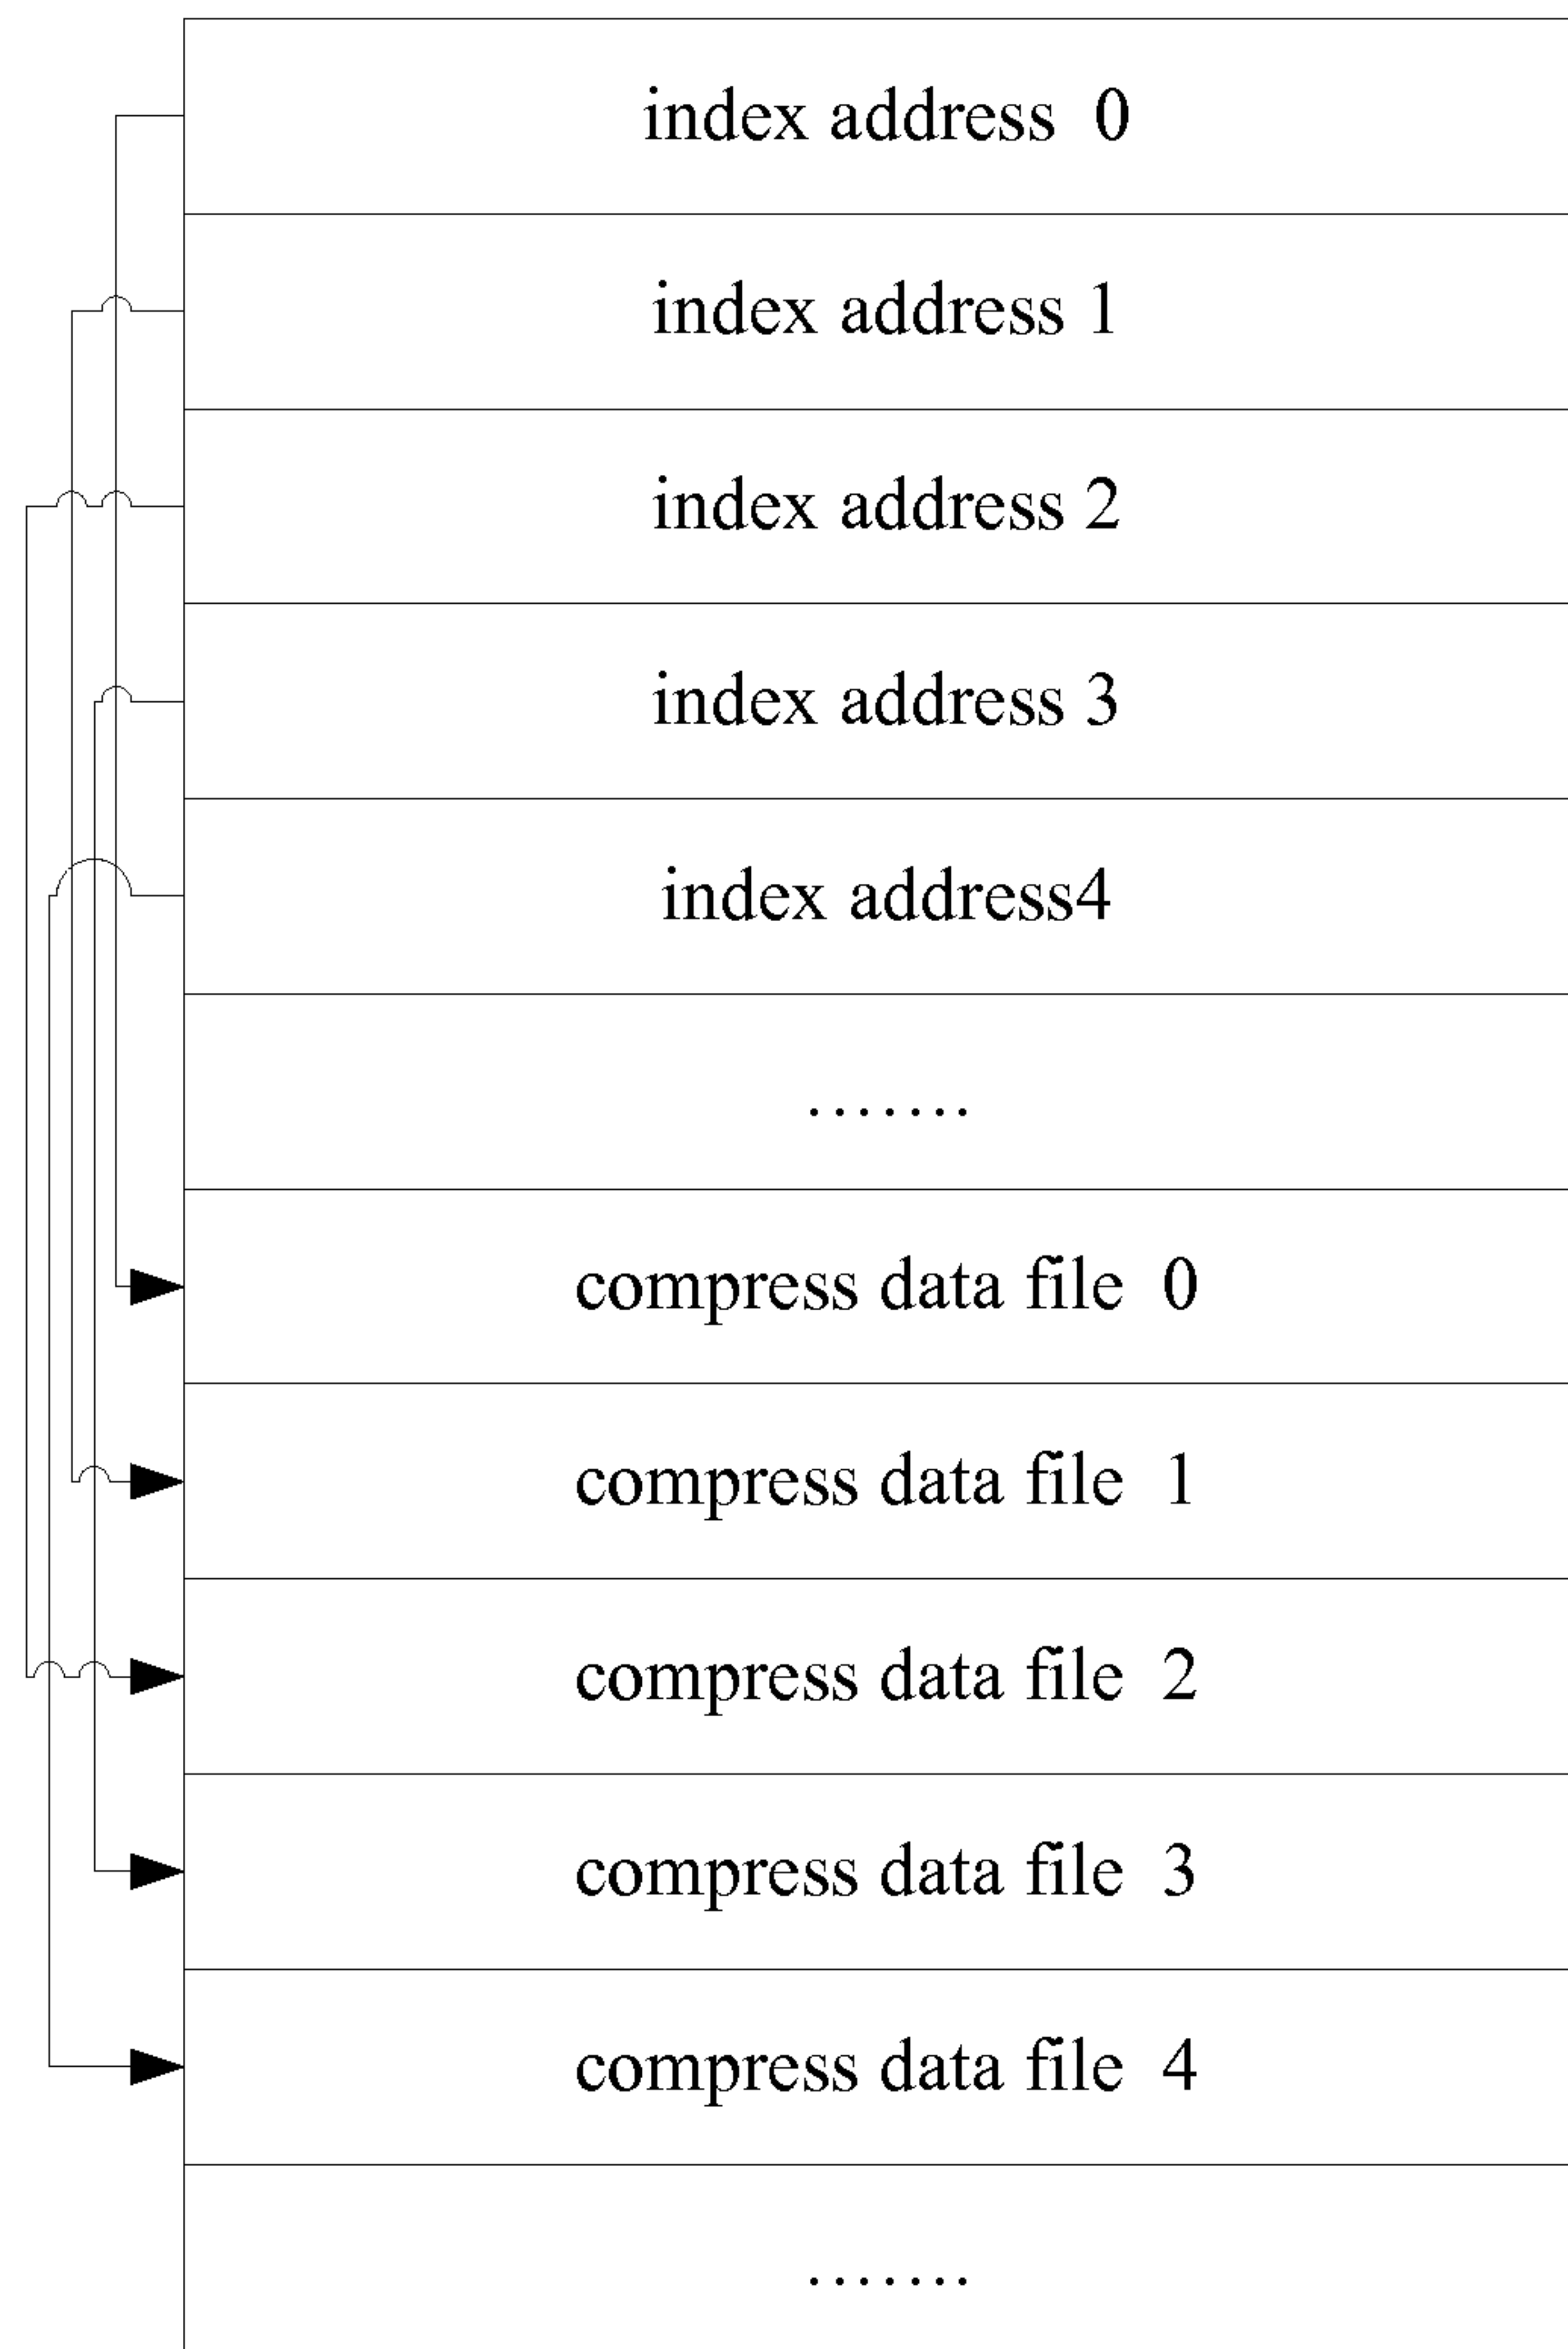 index address 0
index address 1
index address 2
index address 3
index address4
.......
compress data file 0
compress data file 1
compress data file 2
compress data file 3
compress data file 4
.......